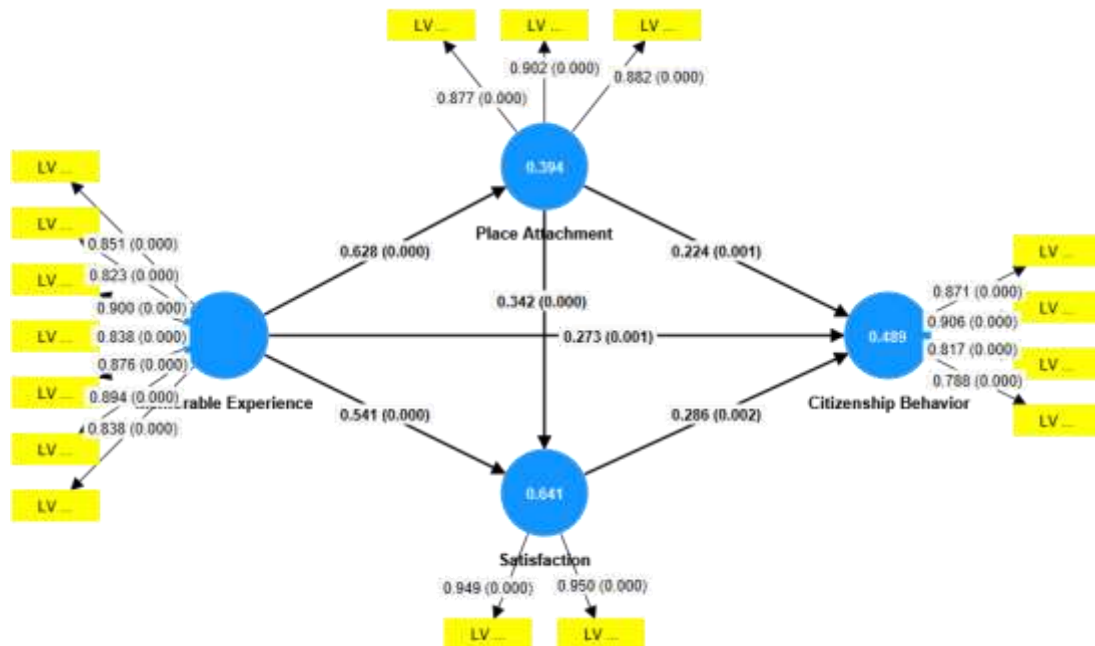 LV ...
LV ...
LV ...
0.877 (0.000)
0.902 (0.000)
0.882 (0.000)
0.394
Place Attachment
LV ...
LV ...
LV ...
LV ...
LV ...
LV ...
LV ...
0.851 (0.000)
0.823 (0.000)
0.900 (0.000)
0.838 (0.000)
0.876 (0.000)
0.894 (0.000)
0.838 (0.000)
Experience
0.628 (0.000)
0.224 (0.001)
0.342 (0.000)
0.273 (0.001)
0.541 (0.000)
0.286 (0.002)
0.489
Citizenship Behavior
0.871 (0.000)
0.906 (0.000)
0.817 (0.000)
0.788 (0.000)
LV ...
LV ...
LV ...
LV ...
0.641
Satisfaction
0.949 (0.000)
0.950 (0.000)
LV ...
LV ...